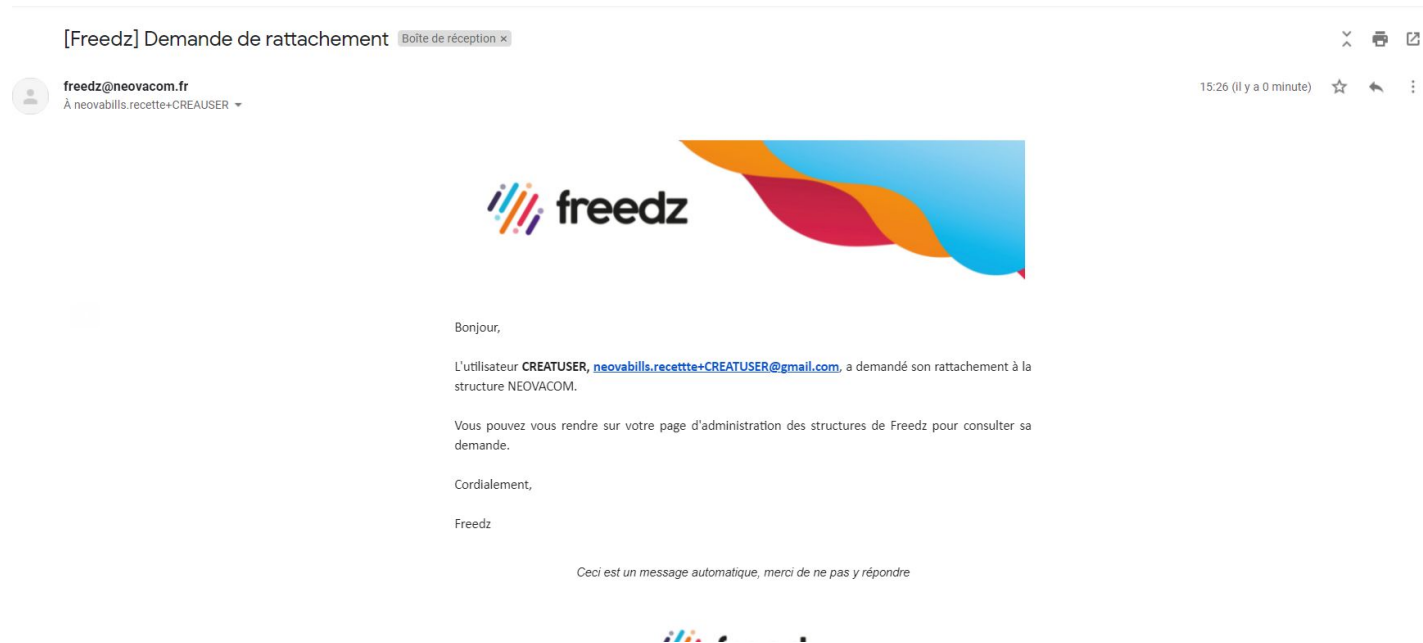 [Freedz] Demande de rattachement Boîte de réception ×
freedz@neovacom.fr
15:26 (il y a 0 minute)
À neovabills.recette+CREAUSER
freedz
Bonjour,
L'utilisateur CREATUSER, neovabills.recettte+CREATUSER@gmail.com, a demandé son rattachement à la
structure NEOVACOM.
Vous pouvez vous rendre sur votre page d'administration des structures de Freedz pour consulter sa
demande.
Cordialement,
Freedz
Ceci est un message automatique, merci de ne pas y répondre